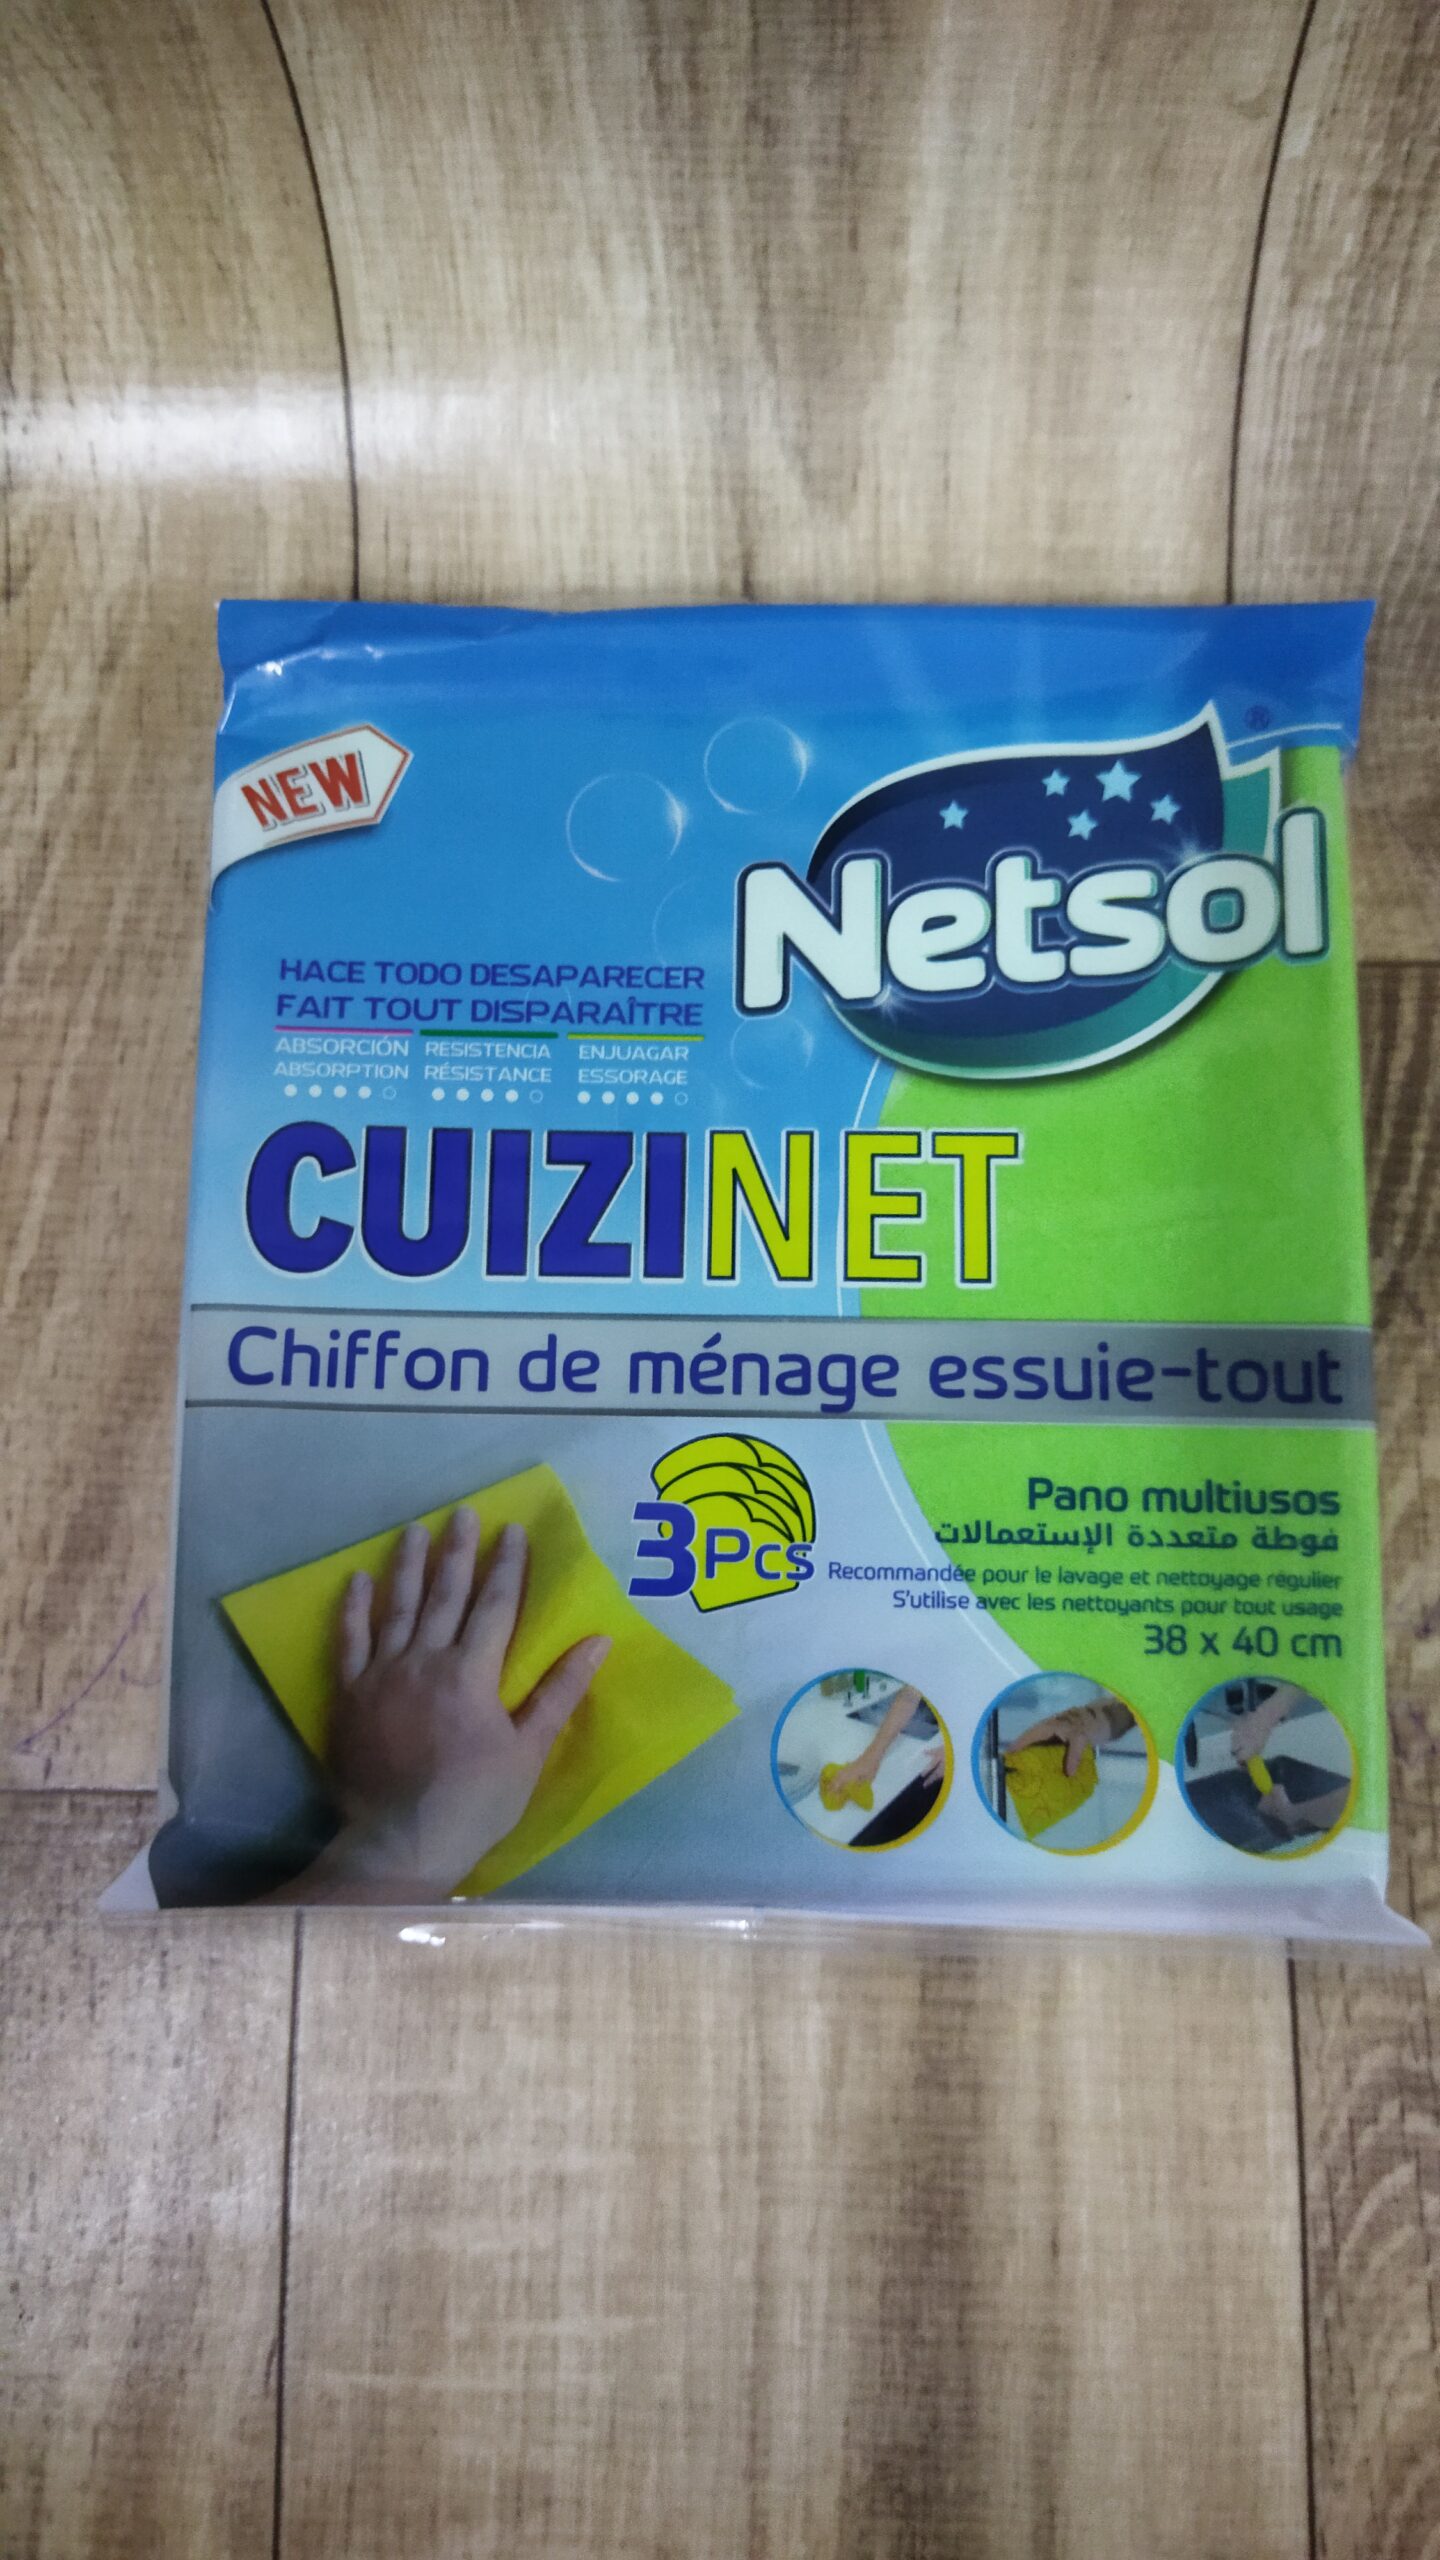 NEW
®
Netsol
HACE TODO DESAPARECER
FAIT TOUT DISPARAÎTRE
ABSORCIÓN RESISTENCIA ENJUAGAR
ABSORPTION RÉSISTANCE ESSORAGE
CUIZINET
Chiffon de ménage essuie-tout
3Pcs
Pano multiusos
فوطة متعددة الإستعمالات
Recommandée pour le lavage et nettoyage régulier
S'utilise avec les nettoyants pour tout usage
38 x 40 cm